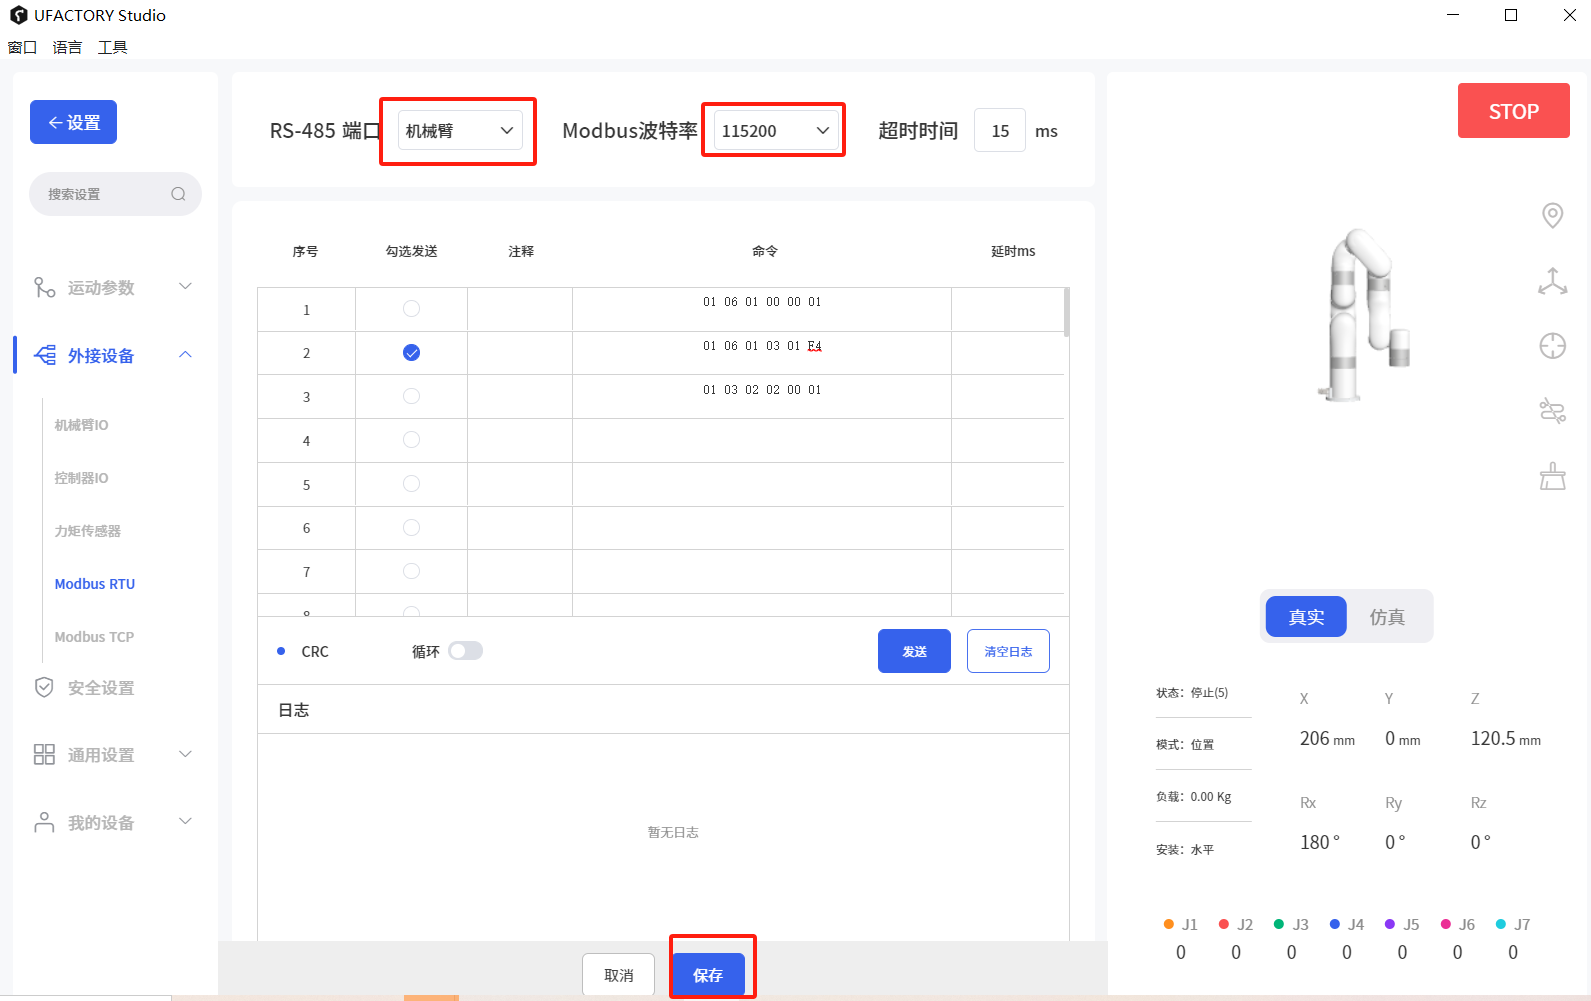 UFACTORY Studio
窗口 语言 工具
设置
搜索设置
运动参数
外接设备
机械臂IO
控制器IO
力矩传感器
Modbus RTU
Modbus TCP
安全设置
通用设置
我的设备
RS-485 端口 机械臂 Modbus波特率 115200 超时时间 15 ms
序号 勾选发送 注释 命令 延时ms
1 01 06 01 00 00 01
2 01 06 01 03 01 E4
3 01 03 02 02 00 01
4
5
6
7
8
CRC 循环 发送 清空日志
日志
暂无日志
取消 保存
STOP
真实 仿真
状态：停止(5)
模式：位置
负载：0.00 Kg
安装：水平
X Y Z
206 mm 0 mm 120.5 mm
Rx Ry Rz
180 ° 0 ° 0 °
J1 J2 J3 J4 J5 J6 J7
0 0 0 0 0 0 0